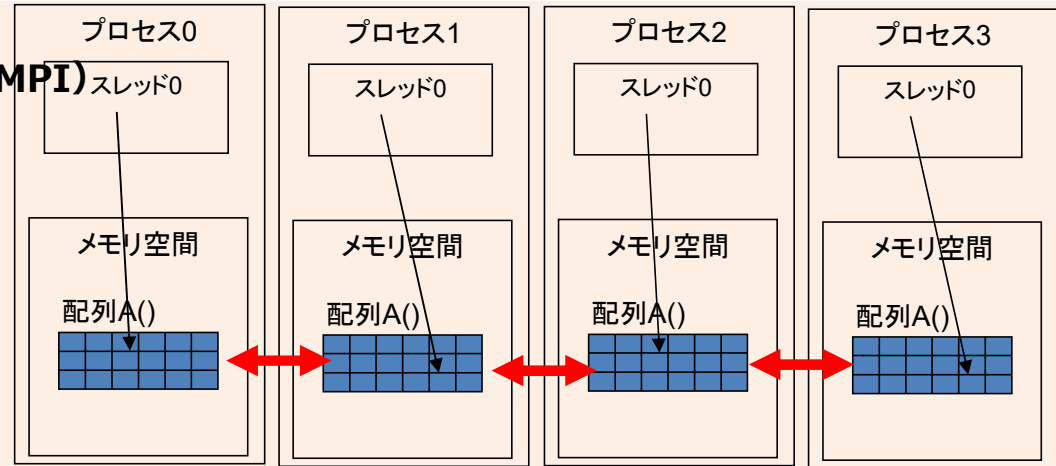 プロセス0
プロセス1
プロセス2
プロセス3
MPI)
スレッド0
スレッド0
スレッド0
スレッド0
メモリ空間
メモリ空間
メモリ空間
メモリ空間
配列A()
配列A()
配列A()
配列A()